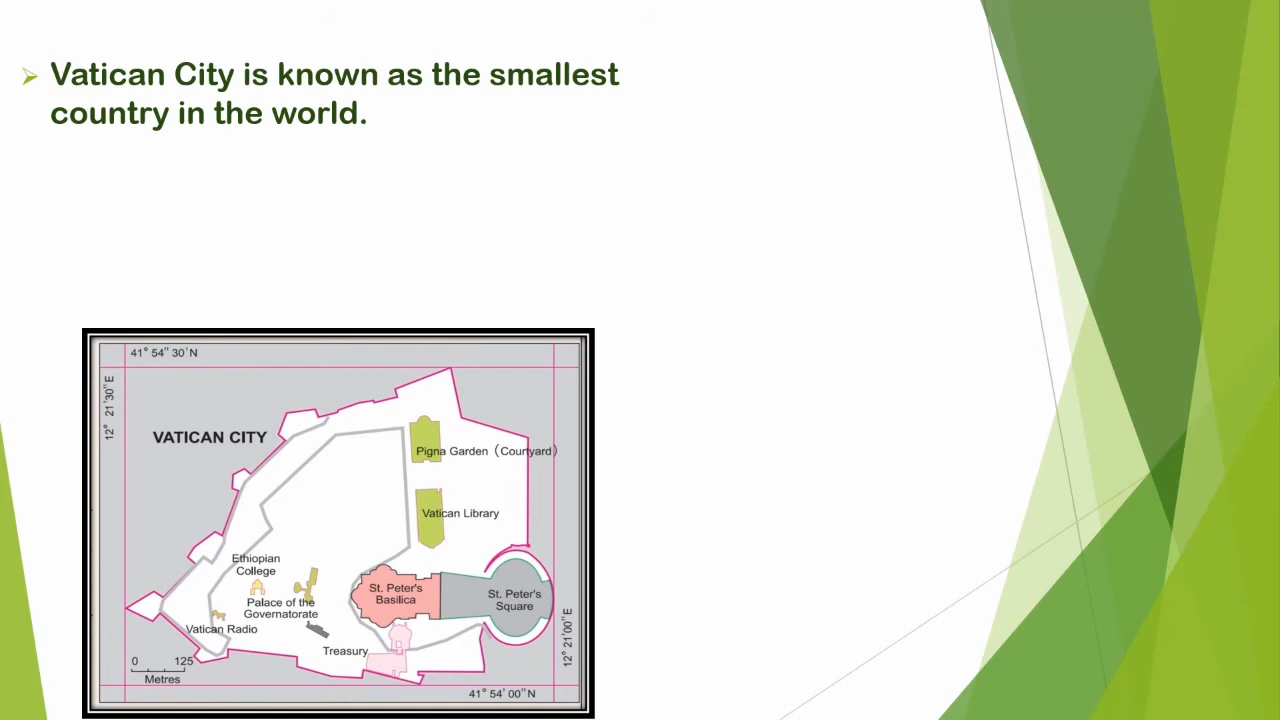 Vatican City is known as the smallest
country in the world.
41° 54" 30'N
12° 21'30"E
VATICAN CITY
Pigna Garden (Courtyard)
Vatican Library
Ethiopian
College
St. Peter's
Basilica
St. Peter's
Square
Palace of the
Governatorate
Vatican Radio
Treasury
12° 21'00"E
0 125
Metres
41° 54' 00"N